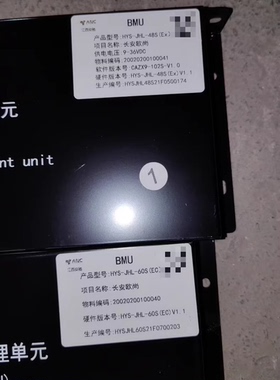 BMU
产品型号:HYS-JHL-48S(Ex)
项目名称:长安欧尚
供电电压:9-36VDC
物料编码:20020200100041
软件版本号:CAZX9-102S-V1.0
硬件版本号:HYS-JHL-48S(Ex)V1.1
生产编号:HYSJHL48S21F0500174
元
nt unit
1
BMU
产品型号:HYS-JHL-60S(EC)
项目名称:长安欧尚
物料编码:20020200100040
硬件版本号:HYS-JHL-60S(EC)V1.1
生产编号:HYSJHL60S21F0700203
理单元